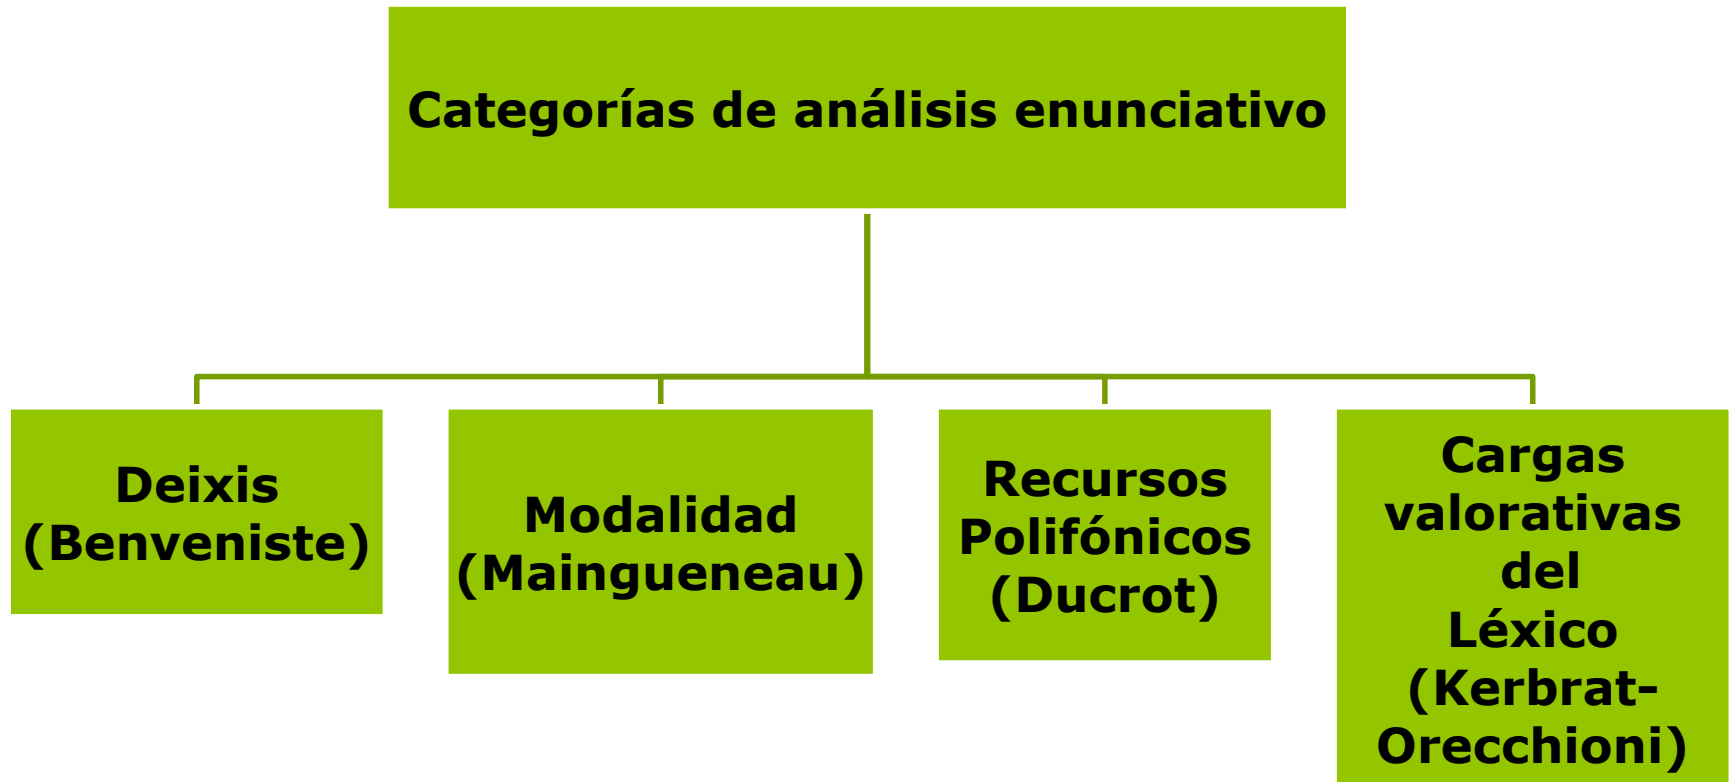 Categorías de análisis enunciativo
Deixis
(Benveniste)
Modalidad
(Maingueneau)
Recursos
Polifónicos
(Ducrot)
Cargas
valorativas
del
Léxico
(Kerbrat-
Orecchioni)